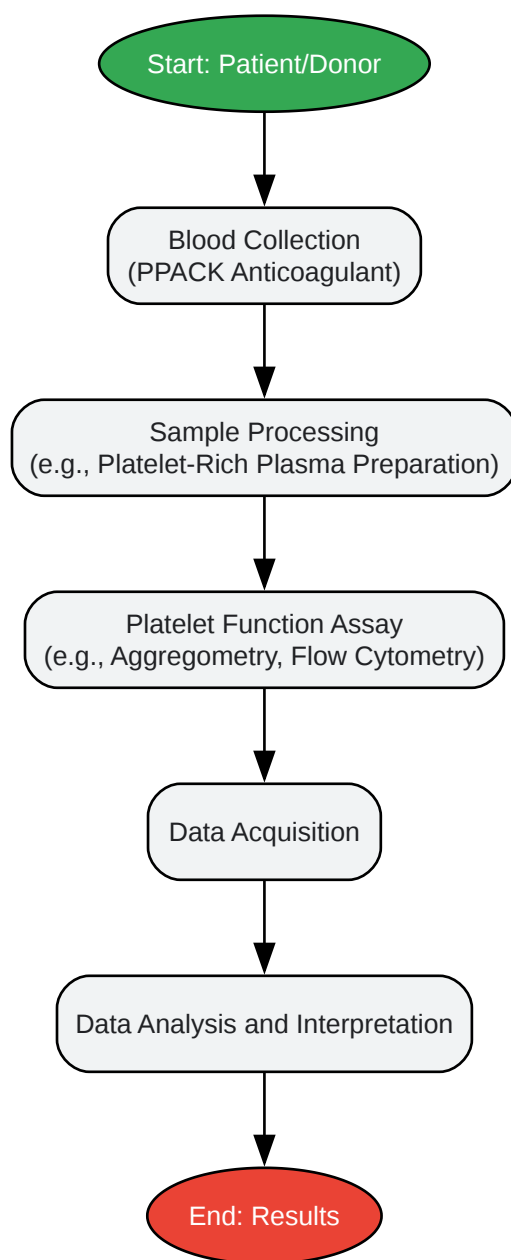 Start: Patient/Donor
Blood Collection
(PPACK Anticoagulant)
Sample Processing
(e.g., Platelet-Rich Plasma Preparation)
Platelet Function Assay
(e.g., Aggregometry, Flow Cytometry)
Data Acquisition
Data Analysis and Interpretation
End: Results